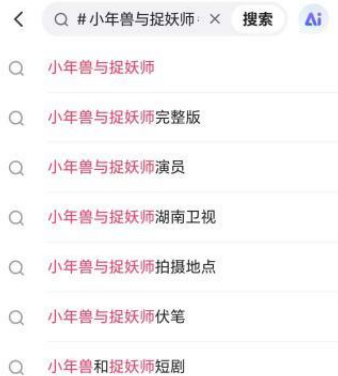 #小年兽与捉妖师 搜索 Ai
小年兽与捉妖师
小年兽与捉妖师完整版
小年兽与捉妖师演员
小年兽与捉妖师湖南卫视
小年兽与捉妖师拍摄地点
小年兽与捉妖师伏笔
小年兽和捉妖师短剧